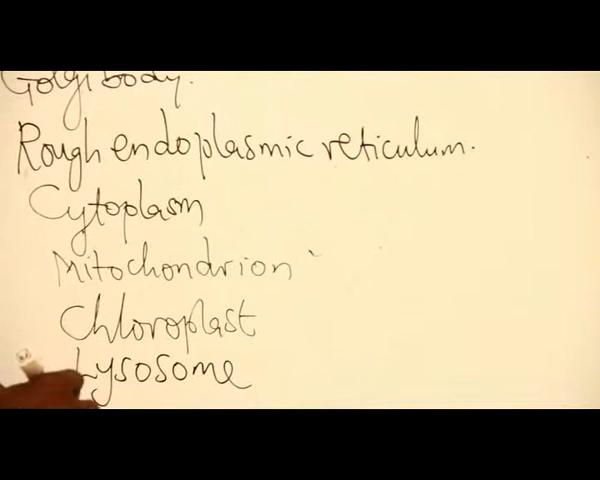 Golgi body.
Rough endoplasmic reticulum.
Cytoplasm
Mitochondrion
Chloroplast
Lysosome